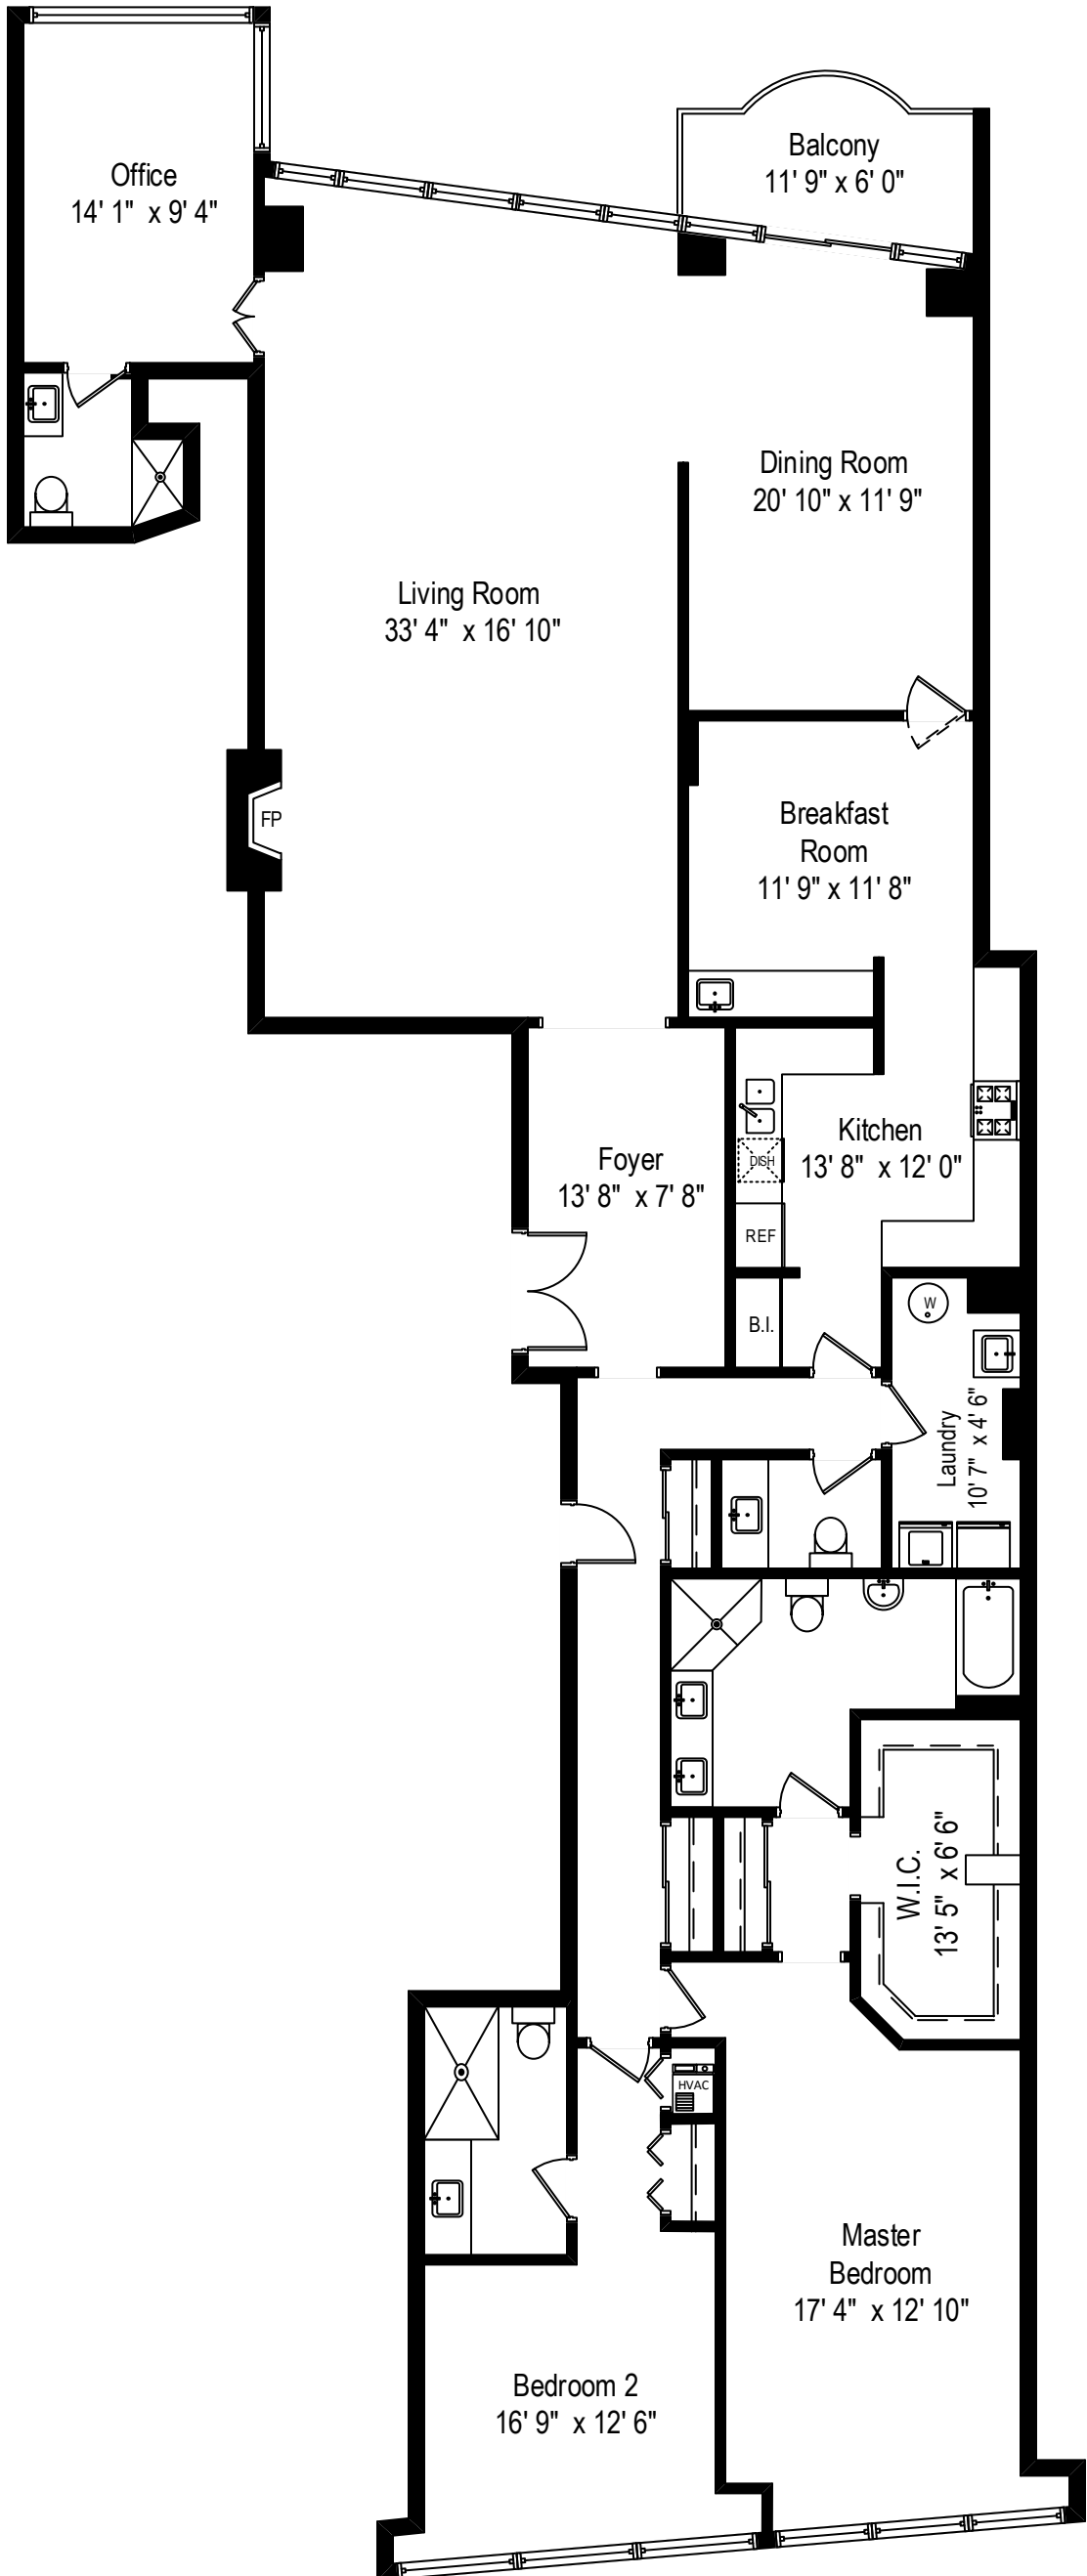 Balcony
11' 9" x 6' 0"
Office
14' 1" x 9' 4"
Dining Room
20' 10" x 11' 9"
Living Room
33' 4" x 16' 10"
FP
Breakfast
Room
11' 9" x 11' 8"
Kitchen
13' 8" x 12' 0"
Foyer
13' 8" x 7' 8"
DISH
REF
B.I.
W
Laundry
10' 7" x 4' 6"
W.I.C.
13' 5" x 6' 6"
HVAC
Master
Bedroom
17' 4" x 12' 10"
Bedroom 2
16' 9" x 12' 6"